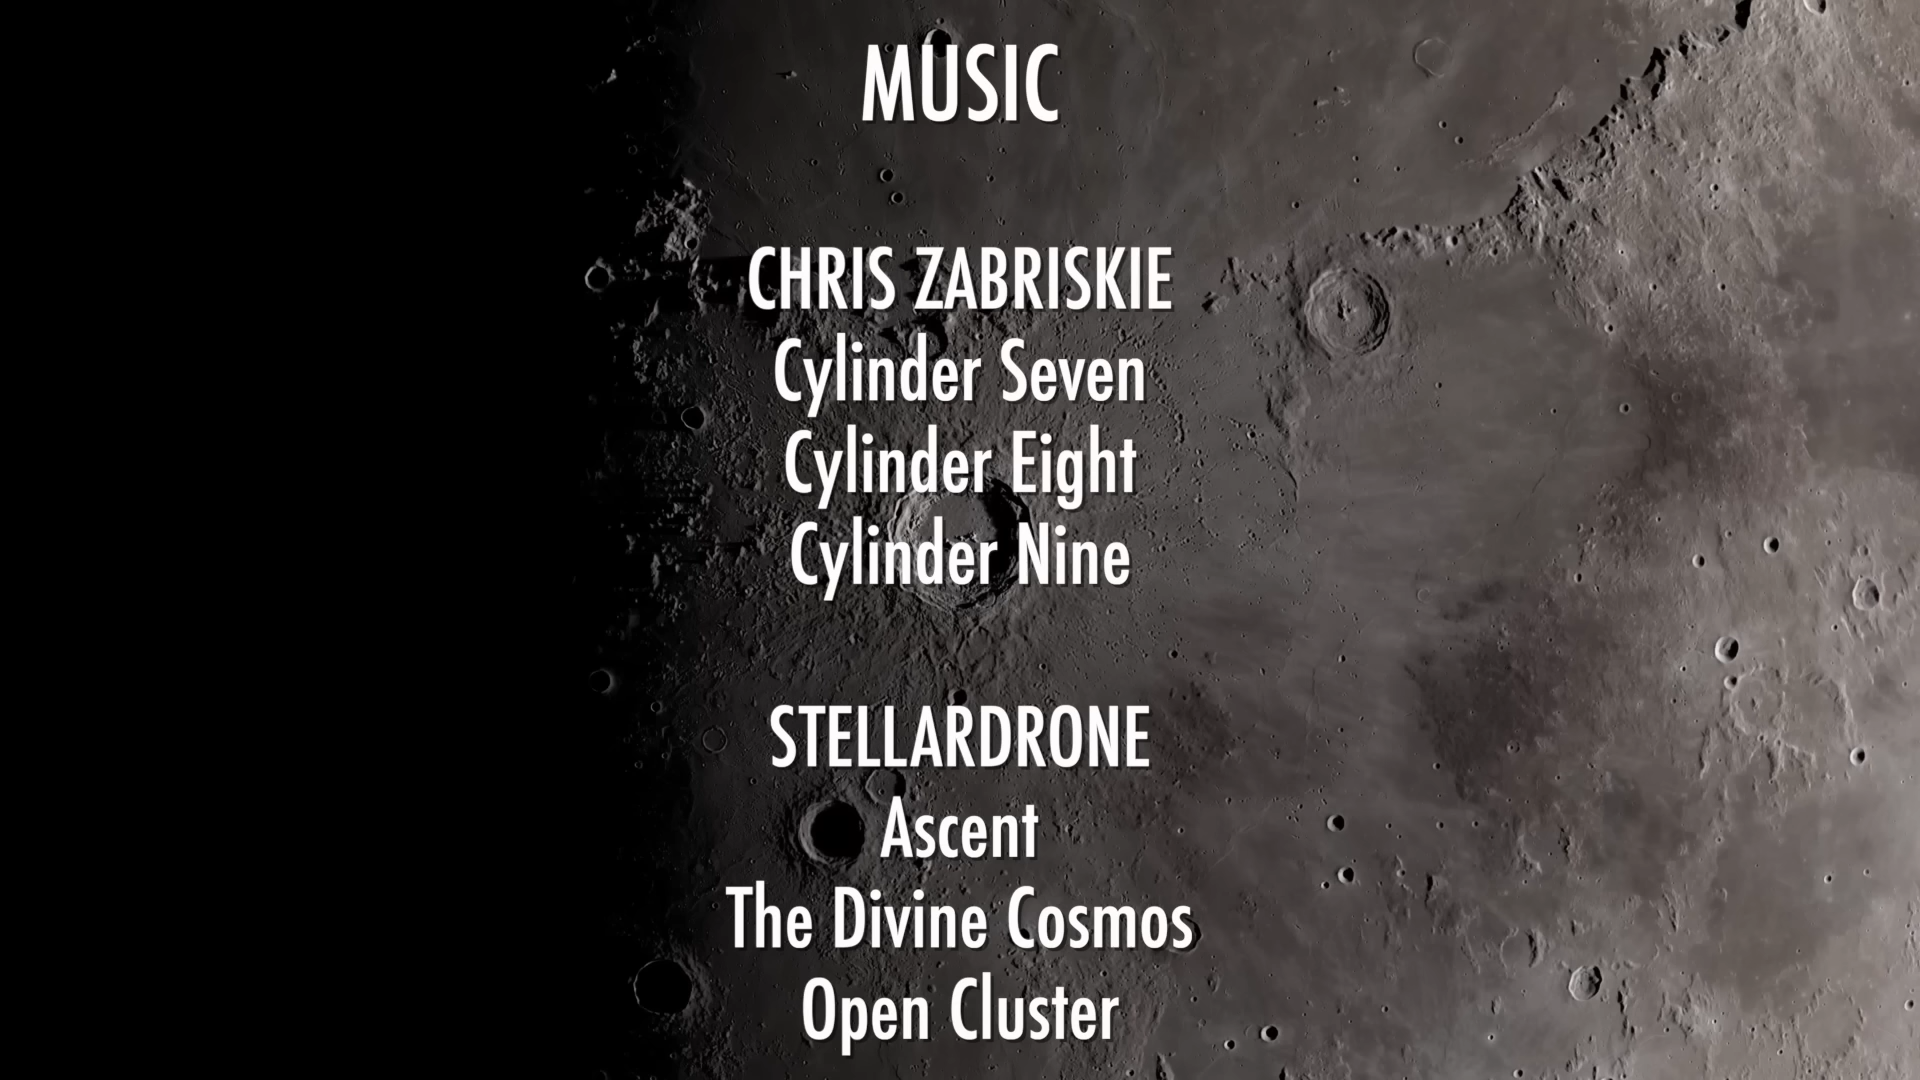 MUSIC
CHRIS ZABRISKIE
Cylinder Seven
Cylinder Eight
Cylinder Nine
STELLARDRONE
Ascent
The Divine Cosmos
Open Cluster